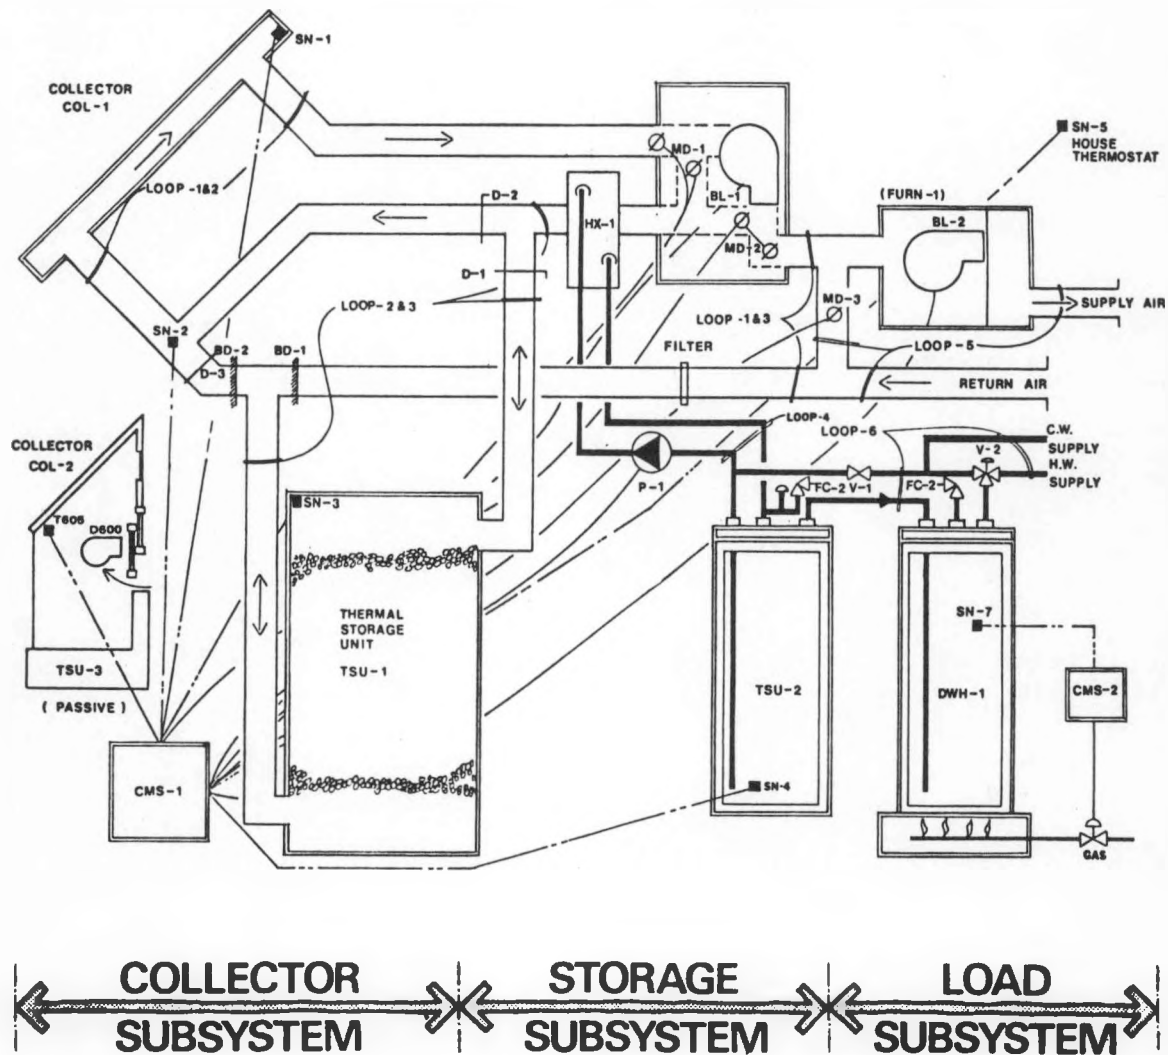 SN-1
COLLECTOR
COL-1
SN-5
HOUSE
THERMOSTAT
MD-1
LOOP-1&2
D-2
HX-1
BL-1
(FURN-1)
BL-2
MD-2
D-1
LOOP-2&3
LOOP-1&3
MD-3
SUPPLY AIR
SN-2
BD-2
BD-1
FILTER
LOOP-5
D-3
RETURN AIR
LOOP-4
LOOP-6
C.W.
SUPPLY
V-2
H.W.
SUPPLY
COLLECTOR
COL-2
P-1
FC-2
V-1
FC-2
SN-3
T605
D600
THERMAL
STORAGE
UNIT
TSU-1
SN-7
TSU-3
(PASSIVE)
TSU-2
DWH-1
CMS-2
CMS-1
SN-4
GAS
COLLECTOR
SUBSYSTEM
STORAGE
SUBSYSTEM
LOAD
SUBSYSTEM